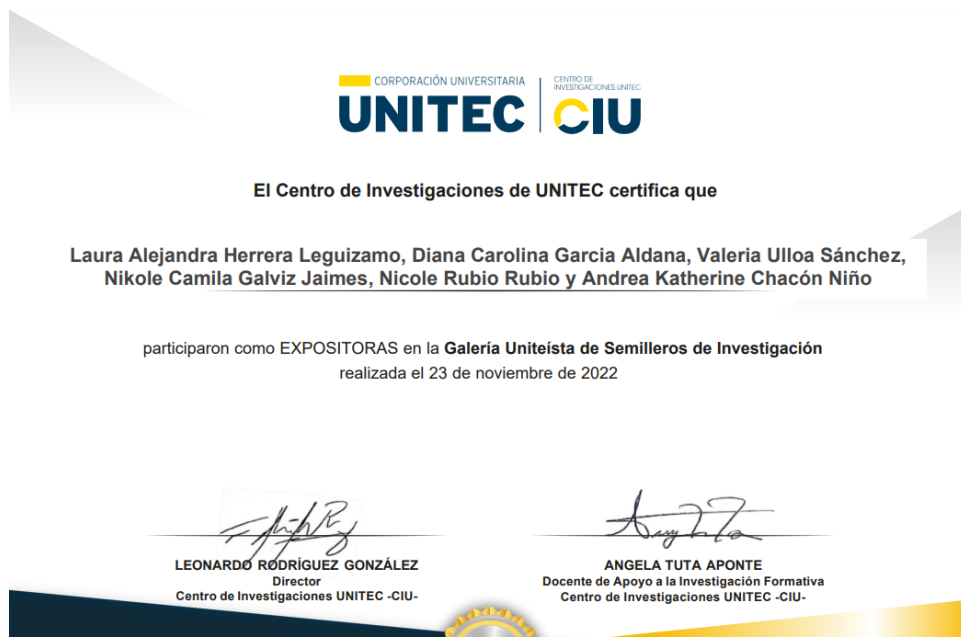 CORPORACIÓN UNIVERSITARIA
UNITEC
CENTRO DE
INVESTIGACIONES UNITEC
CIU
El Centro de Investigaciones de UNITEC certifica que
Laura Alejandra Herrera Leguizamo, Diana Carolina Garcia Aldana, Valeria Ulloa Sánchez,
Nikole Camila Galviz Jaimes, Nicole Rubio Rubio y Andrea Katherine Chacón Niño
participaron como EXPOSITORAS en la Galería Uniteísta de Semilleros de Investigación
realizada el 23 de noviembre de 2022
LEONARDO RODRÍGUEZ GONZÁLEZ
Director
Centro de Investigaciones UNITEC -CIU-
ANGELA TUTA APONTE
Docente de Apoyo a la Investigación Formativa
Centro de Investigaciones UNITEC -CIU-